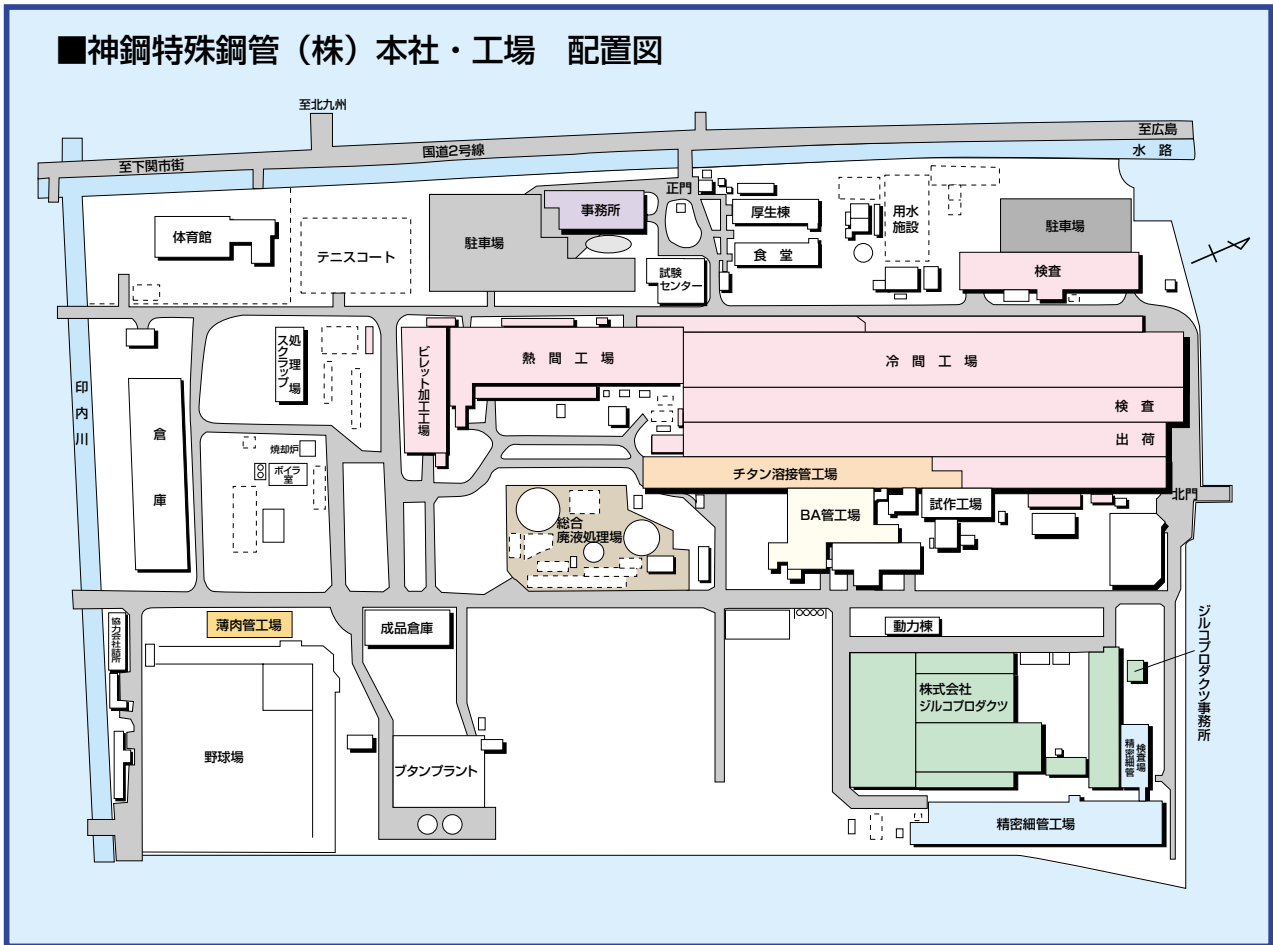 ■神鋼特殊鋼管（株）本社・工場　配置図
至北九州
至広島
国道2号線
水　路
至下関市街
正門
事務所
厚生棟
用水
施設
駐車場
体育館
テニスコート
駐車場
食　堂
試験
センター
検査
スクラップ
処理場
ビレット加工工場
熱　間　工　場
冷　間　工　場
印内川
検　査
倉　庫
出　荷
焼却炉
ボイラ
室
チタン溶接管工場
北門
試作工場
BA管工場
総合
廃液処理場
協力会社詰所
薄肉管工場
成品倉庫
動力棟
ジルコプロダクツ事務所
株式会社
ジルコプロダクツ
精密細管
検査場
野球場
ブタンプラント
精密細管工場